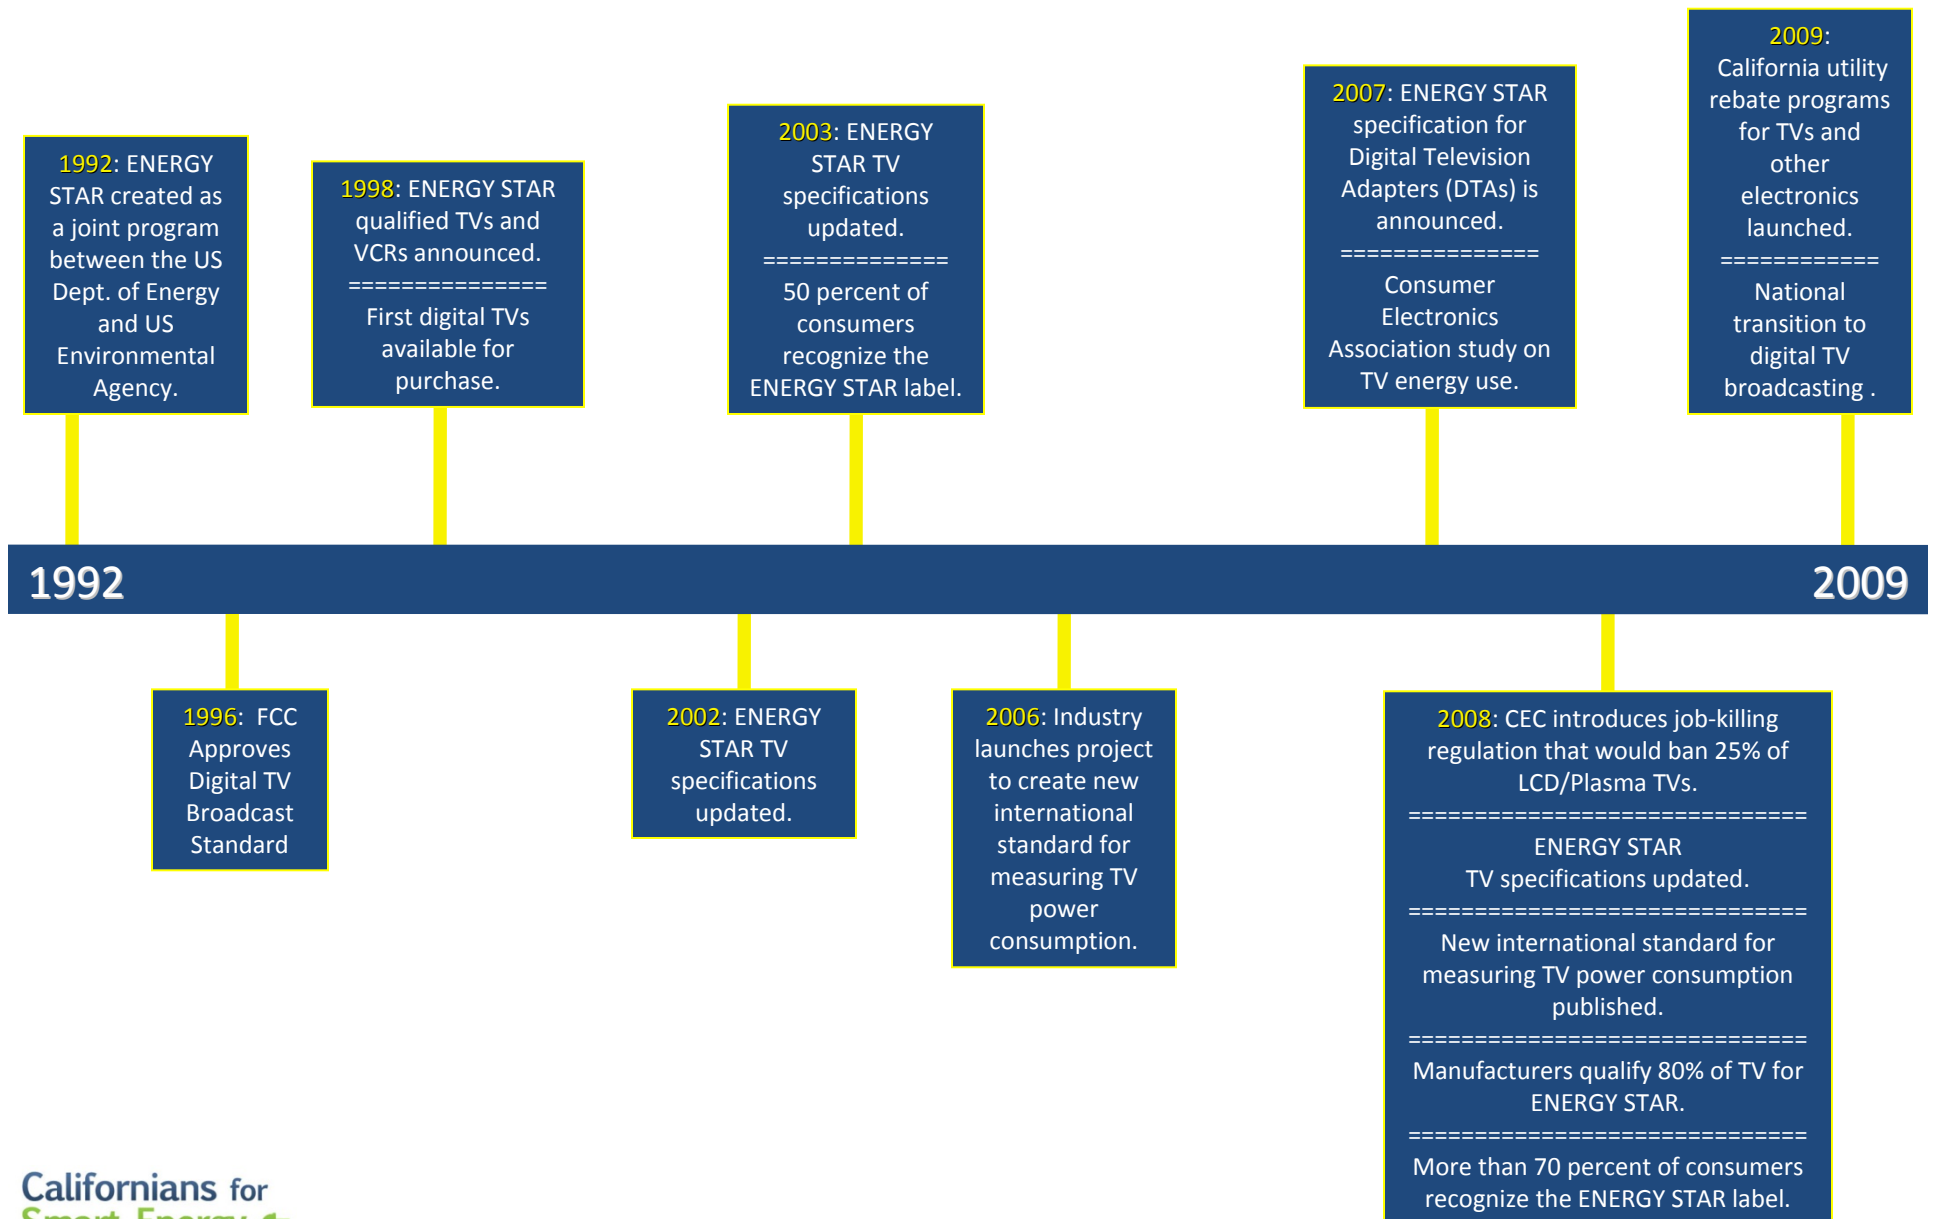 1992: ENERGY
STAR created as
a joint program
between the US
Dept. of Energy
and US
Environmental
Agency.
1998: ENERGY STAR
qualified TVs and
VCRs announced.
===============
First digital TVs
available for
purchase.
2003: ENERGY
STAR TV
specifications
updated.
==============
50 percent of
consumers
recognize the
ENERGY STAR label.
2007: ENERGY STAR
specification for
Digital Television
Adapters (DTAs) is
announced.
===============
Consumer
Electronics
Association study on
TV energy use.
2009:
California utility
rebate programs
for TVs and
other
electronics
launched.
============
National
transition to
digital TV
broadcasting .
1992
2009
1996:  FCC
Approves
Digital TV
Broadcast
Standard
2002: ENERGY
STAR TV
specifications
updated.
2006: Industry
launches project
to create new
international
standard for
measuring TV
power
consumption.
2008: CEC introduces job-killing
regulation that would ban 25% of
LCD/Plasma TVs.
==============================
ENERGY STAR
TV specifications updated.
==============================
New international standard for
measuring TV power consumption
published.
==============================
Manufacturers qualify 80% of TV for
ENERGY STAR.
==============================
More than 70 percent of consumers
recognize the ENERGY STAR label.
Californians for
Smart Energy